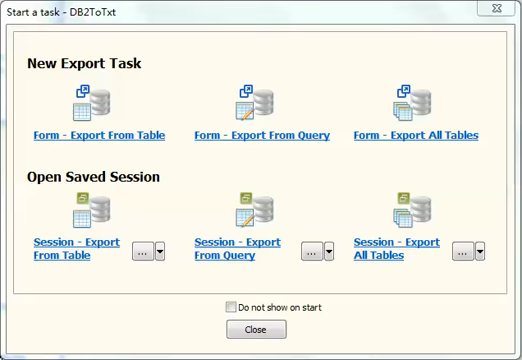 Start a task - DB2ToTxt
New Export Task
Form - Export From Table
Form - Export From Query
Form - Export All Tables
Open Saved Session
Session - Export
From Table
...
Session - Export
From Query
...
Session - Export
All Tables
...
Do not show on start
Close